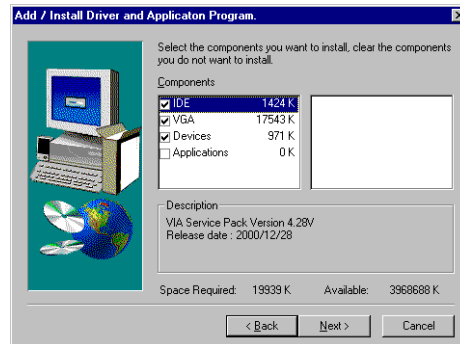 Add / Install Driver and Applicaton Program.
Select the components you want to install, clear the components
you do not want to install.
Components
IDE 1424 K
VGA 17543 K
Devices 971 K
Applications 0 K
Description
VIA Service Pack Version 4.28V
Release date : 2000/12/28
Space Required: 19939 K Available: 3968688 K
< Back Next > Cancel